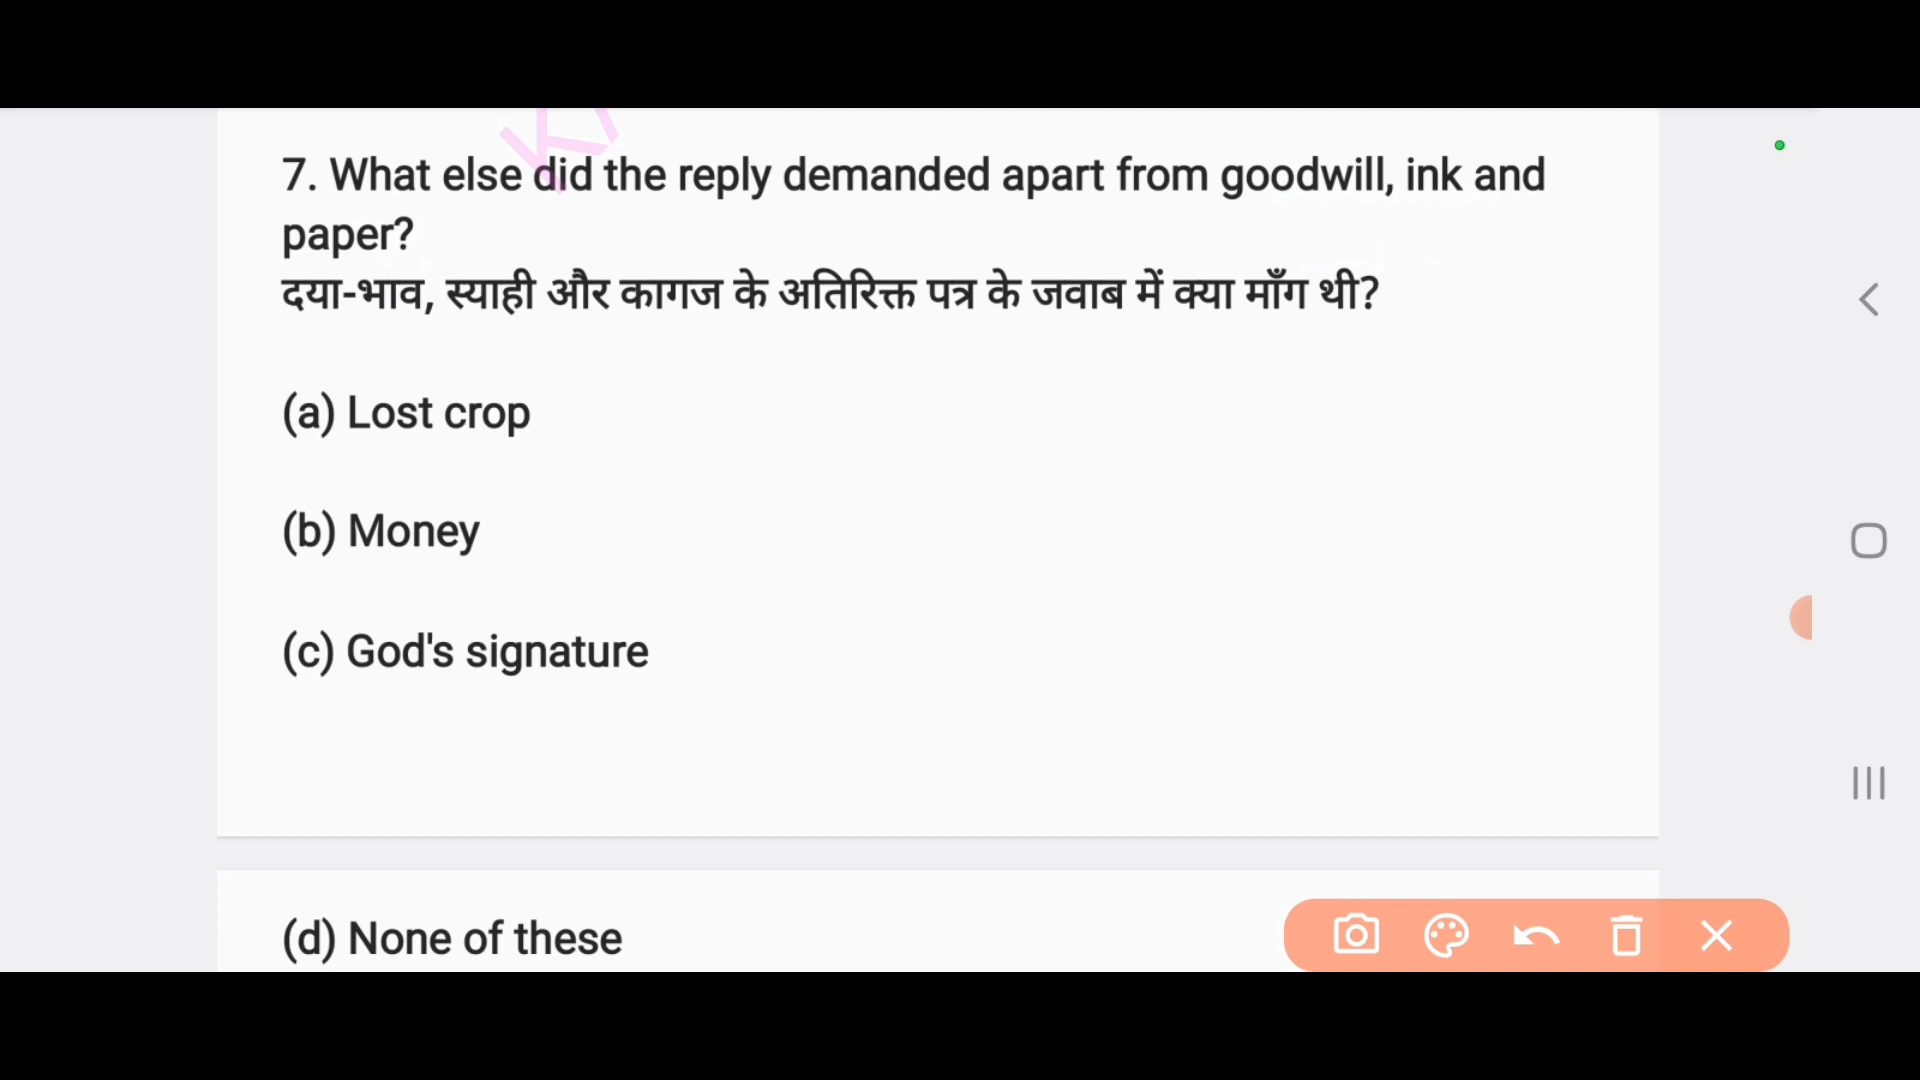 7. What else did the reply demanded apart from goodwill, ink and
paper?
दया-भाव, स्याही और कागज के अतिरिक्त पत्र के जवाब में क्या माँग थी?
(a) Lost crop
(b) Money
(c) God's signature
(d) None of these